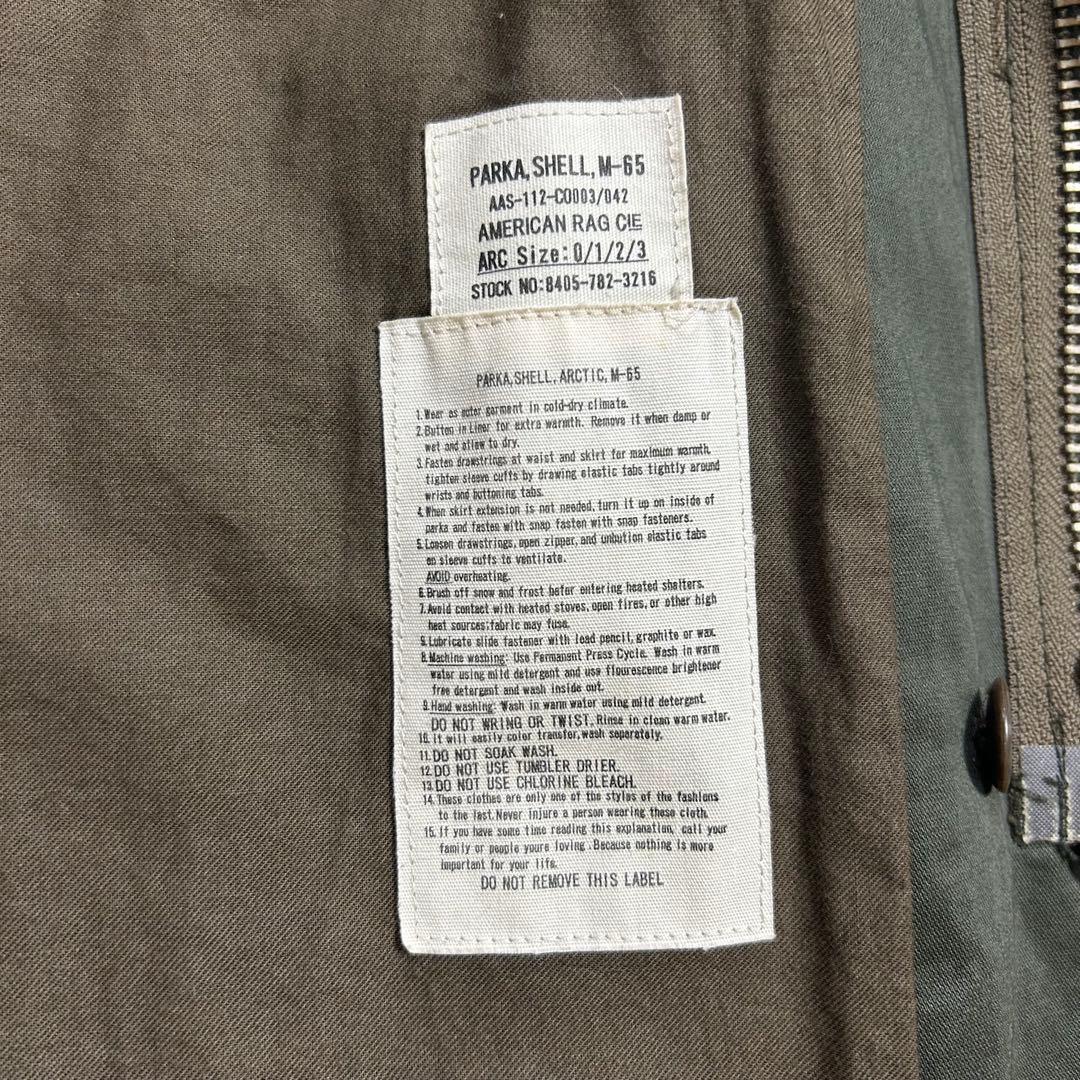 PARKA, SHELL, M-65
AAS-112-C0003/042
AMERICAN RAG CIE
ARC Size: 0/1/2/3
STOCK NO:8405-782-3216
PARKA, SHELL, ARCTIC, M-65
1. Wear as outer garment in cold-dry climate.
2. Button in Liner for extra warmth. Remove it when damp or
wet and allow to dry.
3. Fasten drawstrings at waist and skirt for maximum warmth,
tighten sleeve cuffs by drawing elastic tabs tightly around
wrists and buttoning tabs.
4. When skirt extension is not needed, turn it up on inside of
parka and fasten with snap fasten with snap fasteners.
5. Loosen drawstrings, open zipper, and unbution elastic tabs
on sleeve cuffs to ventilate.
AVOID overheating.
6. Brush off snow and frost befor entering heated shelters.
7. Avoid contact with heated stoves, open fires, or other high
heat sources; fabric may fuse.
Lubricate slide fastener with lead pencil, graphite or wax.
8. Machine washing: Use Permanent Press Cycle. Wash in warm
water using mild detergent and use flourescence brightener
free detergent and wash inside out.
9. Hand washing: Wash in warm water using mild detergent.
DO NOT WRING OR TWIST. Rinse in clean warm water.
10. It will easily color transfer, wash separately.
11. DO NOT SOAK WASH.
12. DO NOT USE TUMBLER DRIER.
13. DO NOT USE CHLORINE BLEACH.
14. These clothes are only one of the styles of the fashions
to the last. Never injure a person wearing these cloth.
15. If you have some time reading this explanation, call your
family or people youre loving. Because nothing is more
important for your life.
DO NOT REMOVE THIS LABEL